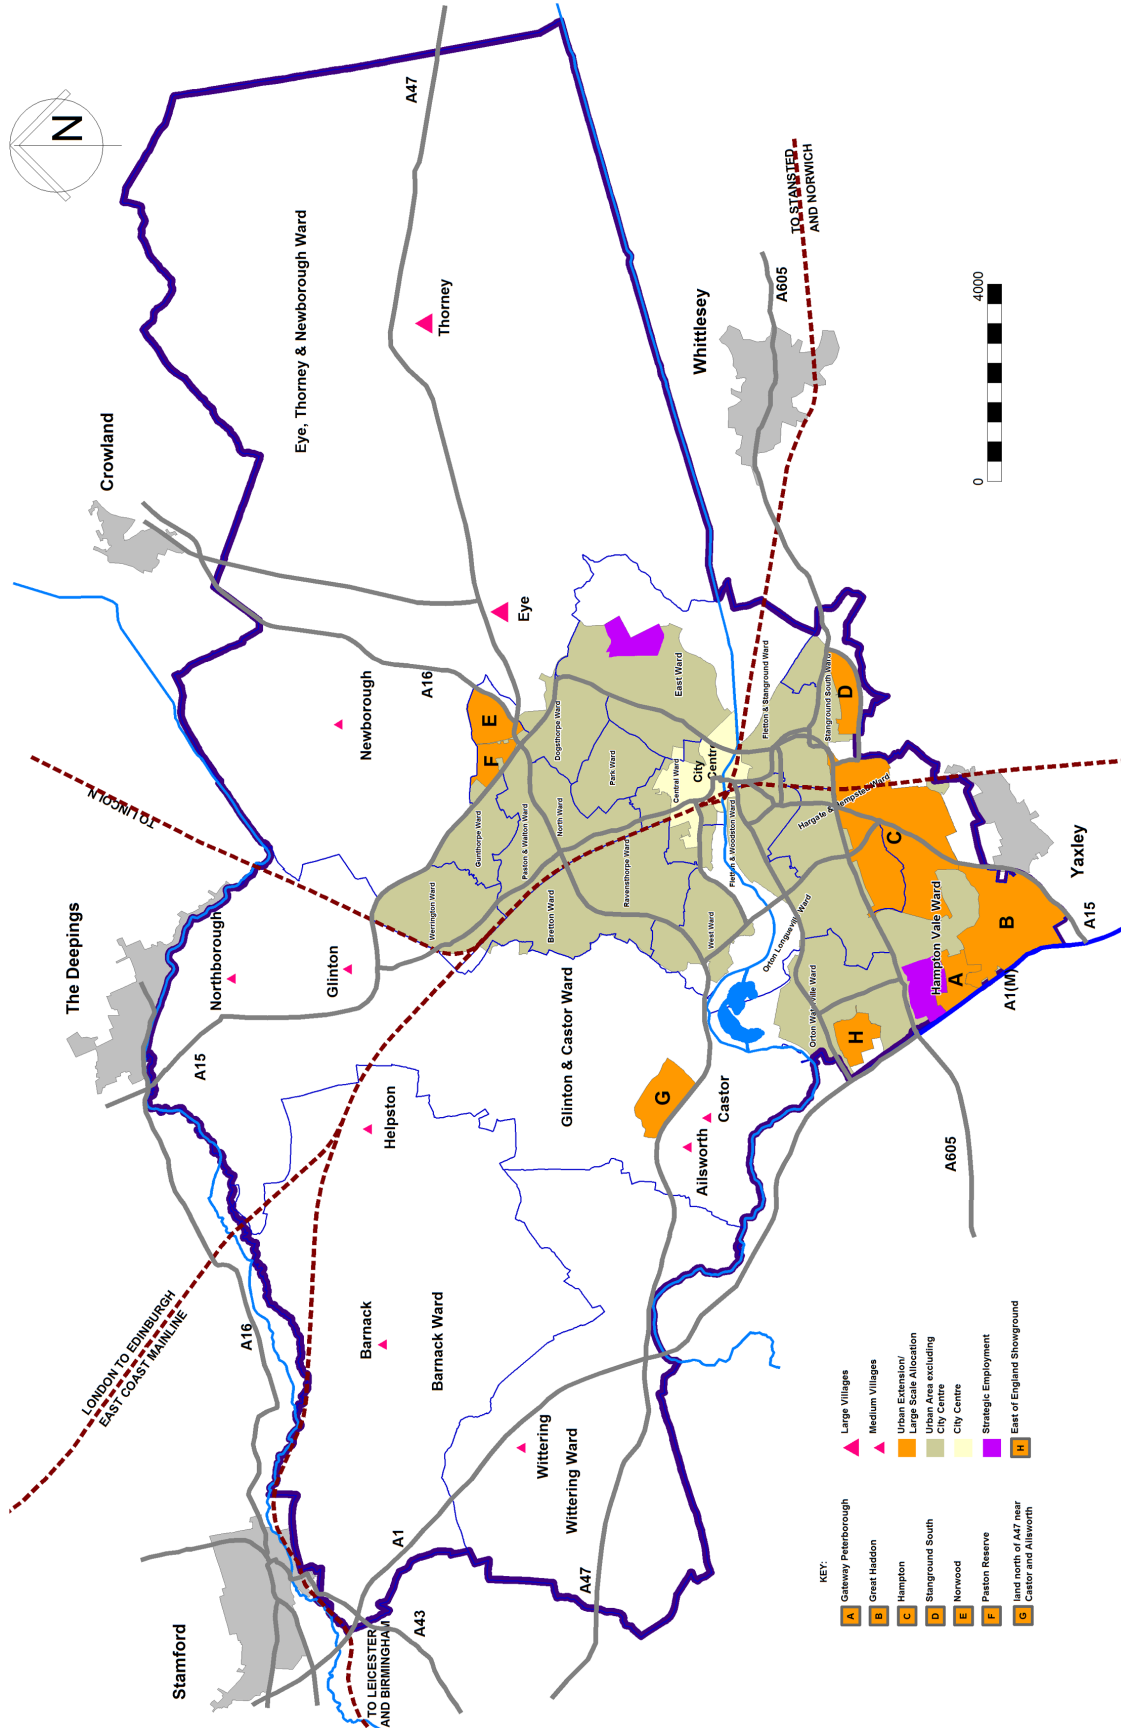 N
A47
Eye, Thorney & Newborough Ward
Thorney
Crowland
Whittlesey
TO STANSTED
AND NORWICH
A605
0
4000
Eye
Newborough
A16
TO LINCOLN
The Deepings
Northborough
Glinton
A15
Helpston
Glinton & Castor Ward
E
F
Dogsthorpe Ward
East Ward
Park Ward
Central Ward
City
Centre
Gunthorpe Ward
Paston & Walton Ward
North Ward
Werrington Ward
Bretton Ward
Ravensthorpe Ward
West Ward
Fletton & Stanground Ward
Stanground South Ward
D
Fletton & Woodston Ward
Hargate & Hempsted Ward
C
Orton Longueville Ward
Orton Waterville Ward
Hampton Vale Ward
A
B
H
G
Yaxley
A15
A1(M)
A605
Castor
Ailsworth
LONDON TO EDINBURGH
EAST COAST MAINLINE
A16
Barnack
Barnack Ward
Wittering
Wittering Ward
A1
A47
A43
Stamford
TO LEICESTER
AND BIRMINGHAM
KEY:
A Gateway Peterborough
B Great Haddon
C Hampton
D Stanground South
E Norwood
F Paston Reserve
G land north of A47 near
Castor and Ailsworth
Large Villages
Medium Villages
Urban Extension/
Large Scale Allocation
Urban Area excluding
City Centre
City Centre
Strategic Employment
H East of England Showground